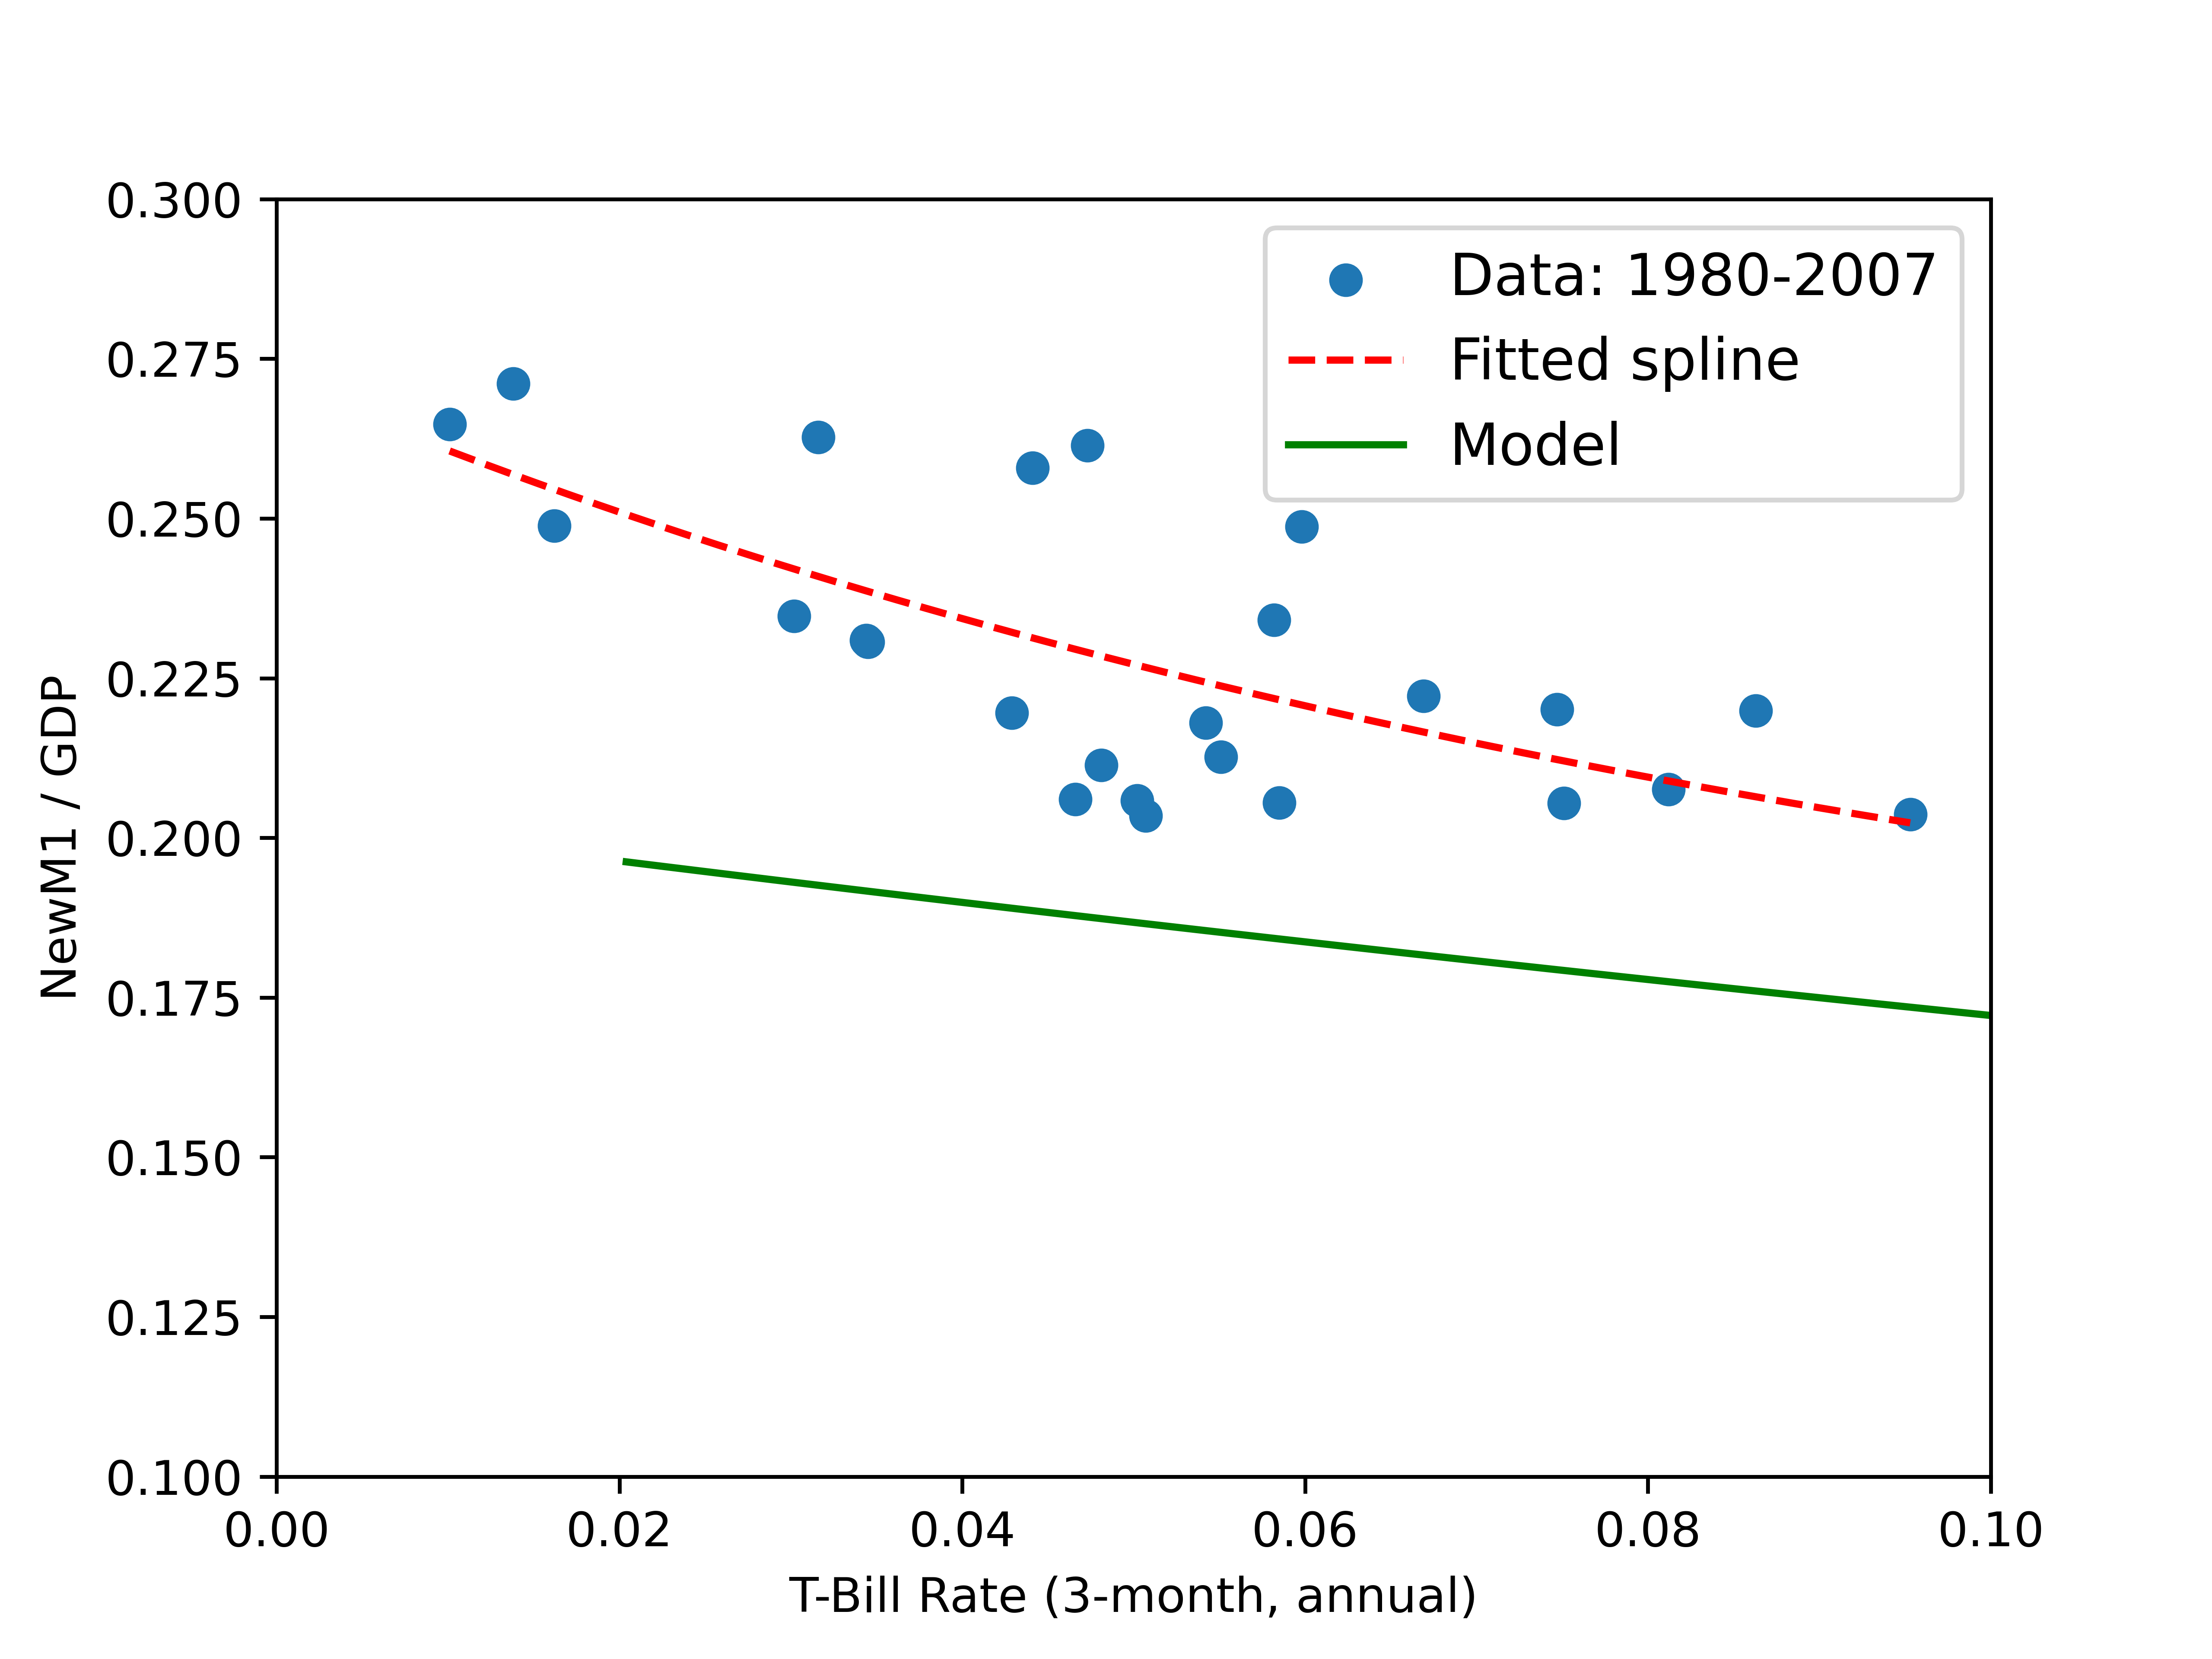 0.300
0.275
0.250
0.225
0.200
0.175
0.150
0.125
0.100
NewM1 / GDP
Data: 1980-2007
Fitted spline
Model
0.00 0.02 0.04 0.06 0.08 0.10
T-Bill Rate (3-month, annual)